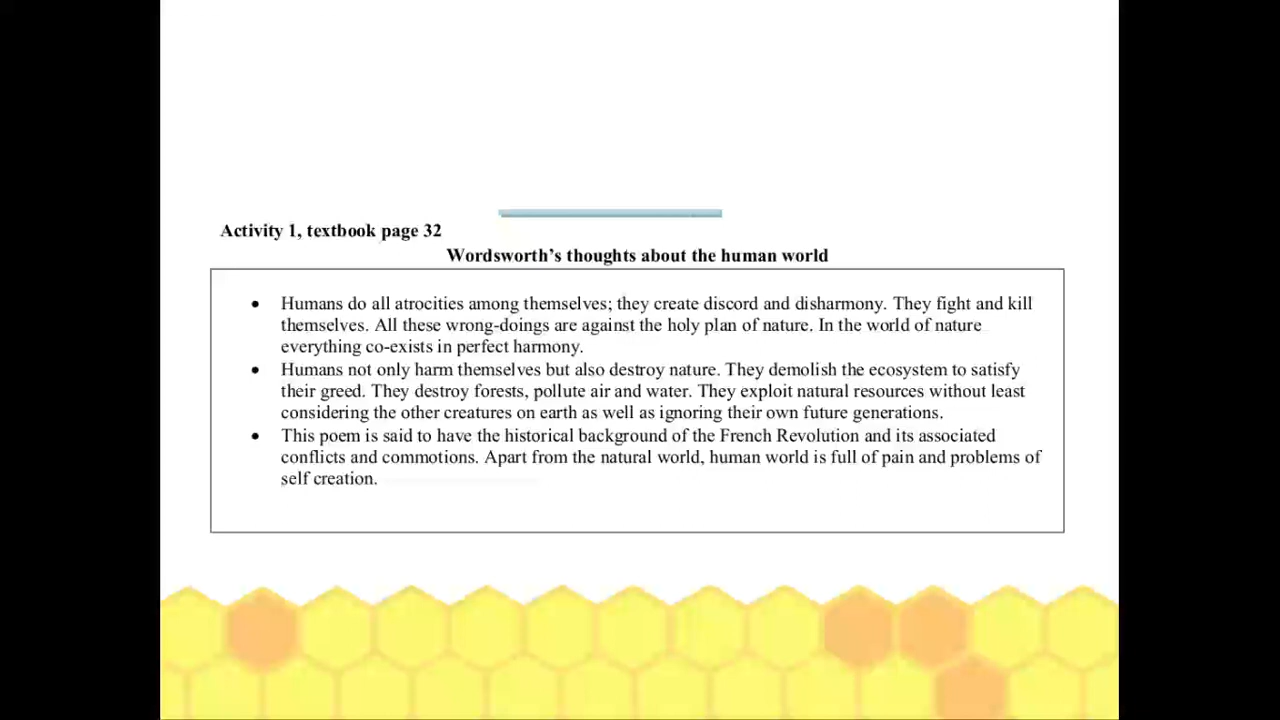 Activity 1, textbook page 32
Wordsworth's thoughts about the human world
• Humans do all atrocities among themselves; they create discord and disharmony. They fight and kill
themselves. All these wrong-doings are against the holy plan of nature. In the world of nature
everything co-exists in perfect harmony.
• Humans not only harm themselves but also destroy nature. They demolish the ecosystem to satisfy
their greed. They destroy forests, pollute air and water. They exploit natural resources without least
considering the other creatures on earth as well as ignoring their own future generations.
• This poem is said to have the historical background of the French Revolution and its associated
conflicts and commotions. Apart from the natural world, human world is full of pain and problems of
self creation.